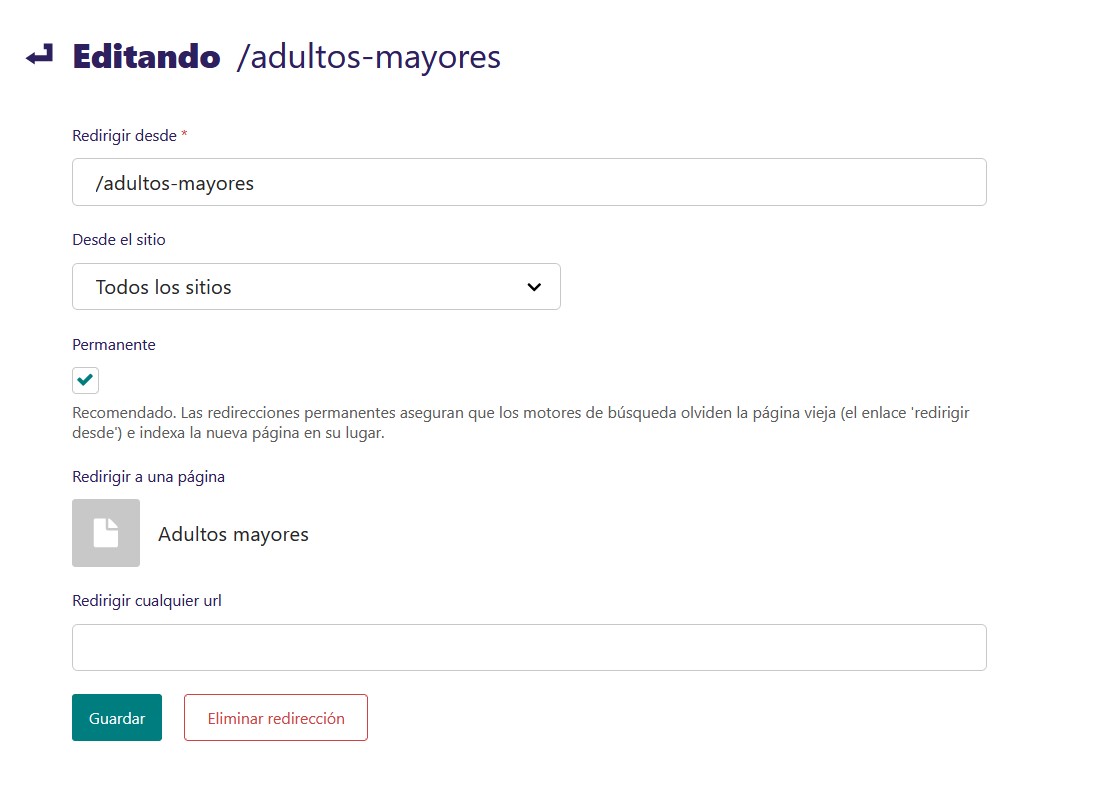 Editando /adultos-mayores
Redirigir desde *
/adultos-mayores
Desde el sitio
Todos los sitios
Permanente
Recomendado. Las redirecciones permanentes aseguran que los motores de búsqueda olviden la página vieja (el enlace 'redirigir
desde') e indexa la nueva página en su lugar.
Redirigir a una página
Adultos mayores
Redirigir cualquier url
Guardar
Eliminar redirección